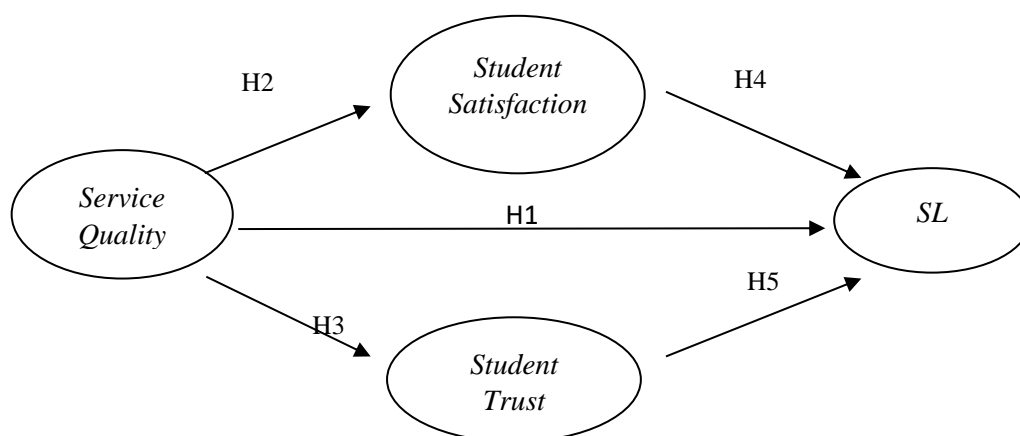 Student
Satisfaction
H2
H4
Service
Quality
H1
SL
H3
H5
Student
Trust